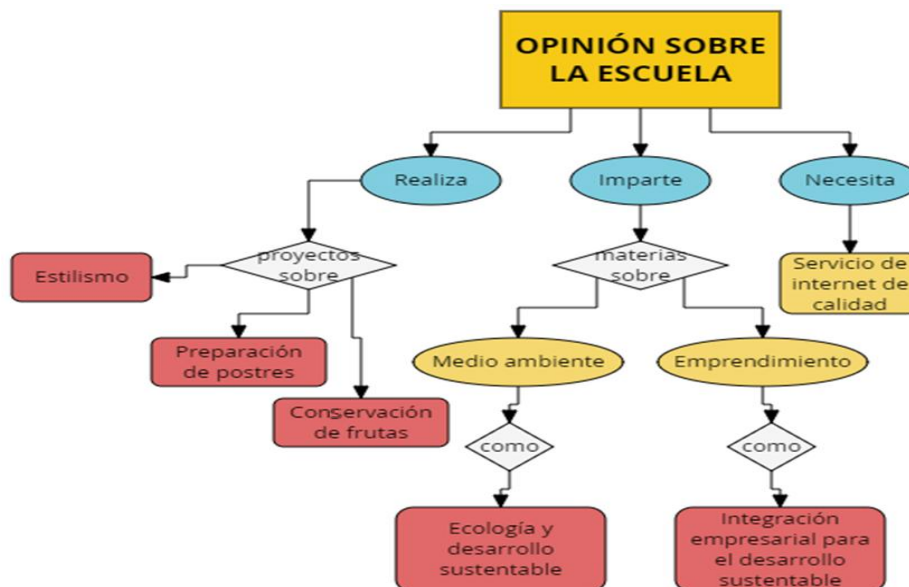 OPINIÓN SOBRE
LA ESCUELA
Realiza
Imparte
Necesita
proyectos
sobre
materias
sobre
Servicio de
internet de
calidad
Estilismo
Preparación
de postres
Conservación
de frutas
Medio ambiente
Emprendimiento
como
como
Ecología y
desarrollo
sustentable
Integración
empresarial para
el desarrollo
sustentable